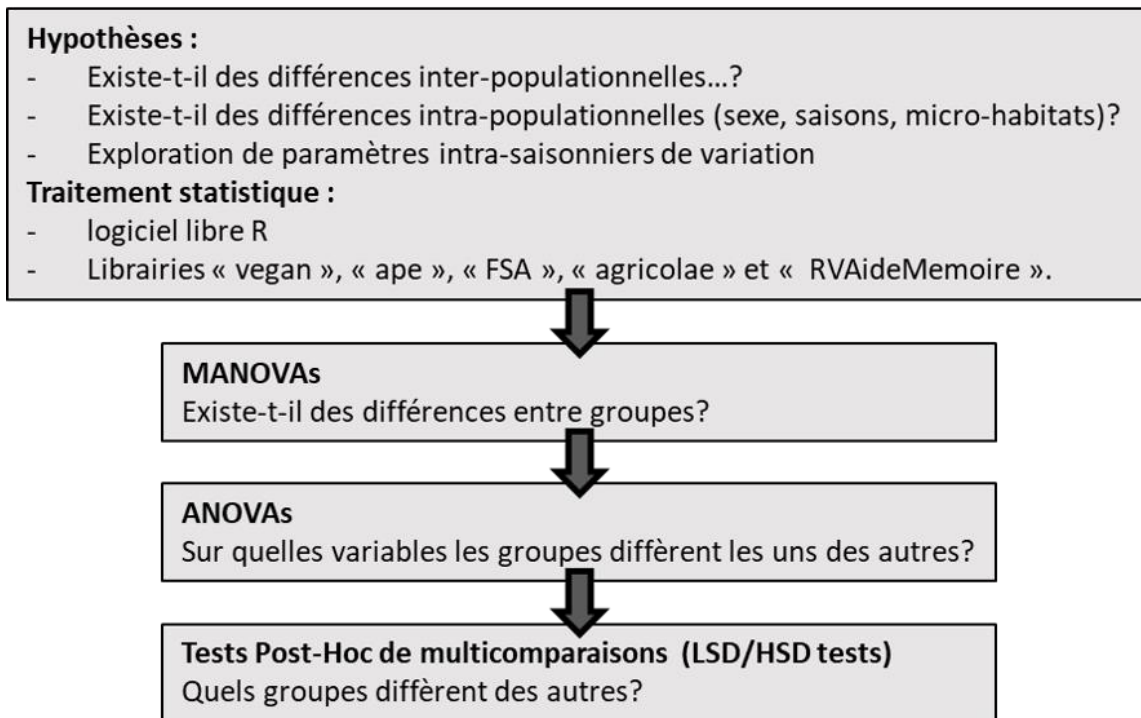 Hypothèses :
- Existe-t-il des différences inter-populationnelles…?
- Existe-t-il des différences intra-populationnelles (sexe, saisons, micro-habitats)?
- Exploration de paramètres intra-saisonniers de variation
Traitement statistique :
- logiciel libre R
- Librairies « vegan », « ape », « FSA », « agricolae » et « RVAideMemoire ».
MANOVAs
Existe-t-il des différences entre groupes?
ANOVAs
Sur quelles variables les groupes diffèrent les uns des autres?
Tests Post-Hoc de multicomparaisons (LSD/HSD tests)
Quels groupes diffèrent des autres?